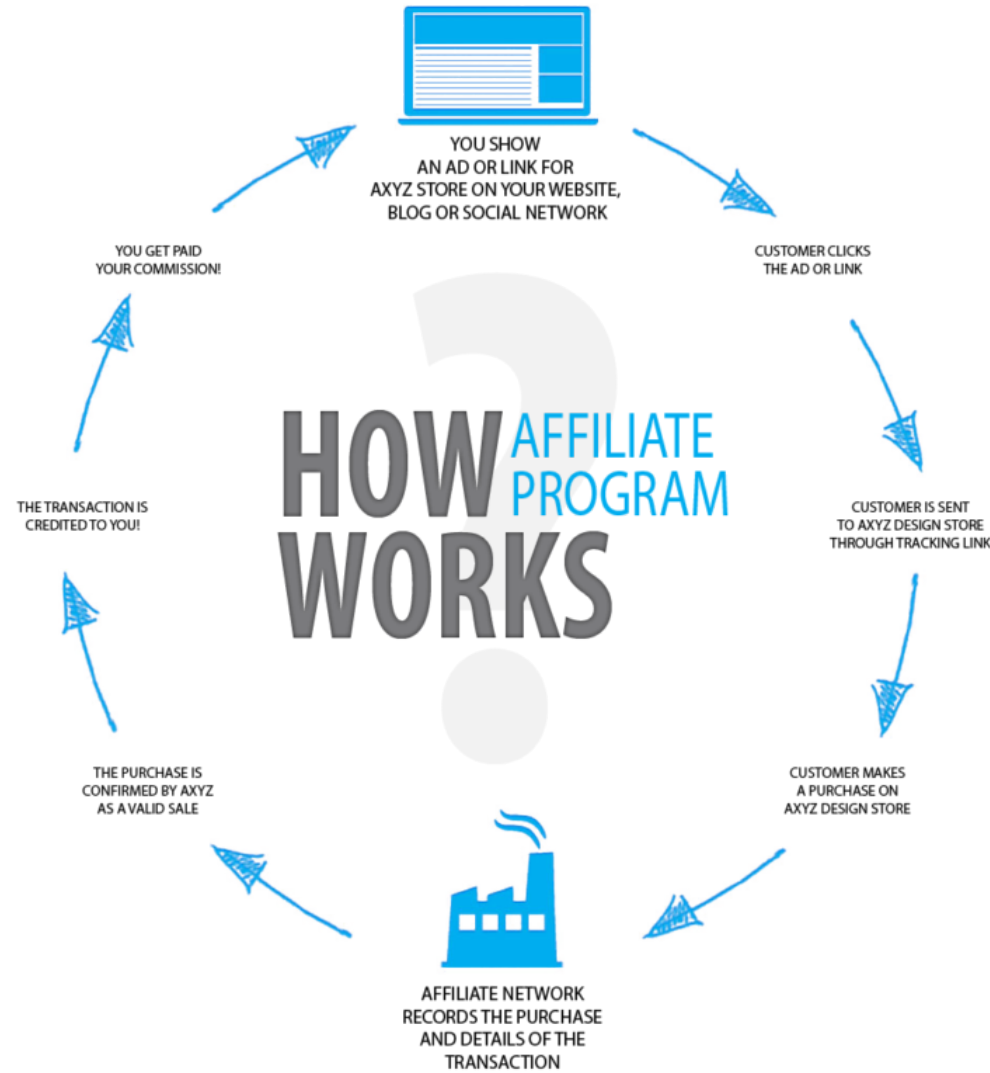 YOU SHOW
AN AD OR LINK FOR
AXYZ STORE ON YOUR WEBSITE,
BLOG OR SOCIAL NETWORK
CUSTOMER CLICKS
THE AD OR LINK
CUSTOMER IS SENT
TO AXYZ DESIGN STORE
THROUGH TRACKING LINK
CUSTOMER MAKES
A PURCHASE ON
AXYZ DESIGN STORE
AFFILIATE NETWORK
RECORDS THE PURCHASE
AND DETAILS OF THE
TRANSACTION
THE PURCHASE IS
CONFIRMED BY AXYZ
AS A VALID SALE
THE TRANSACTION IS
CREDITED TO YOU!
YOU GET PAID
YOUR COMMISSION!
?
HOW AFFILIATE
PROGRAM
WORKS